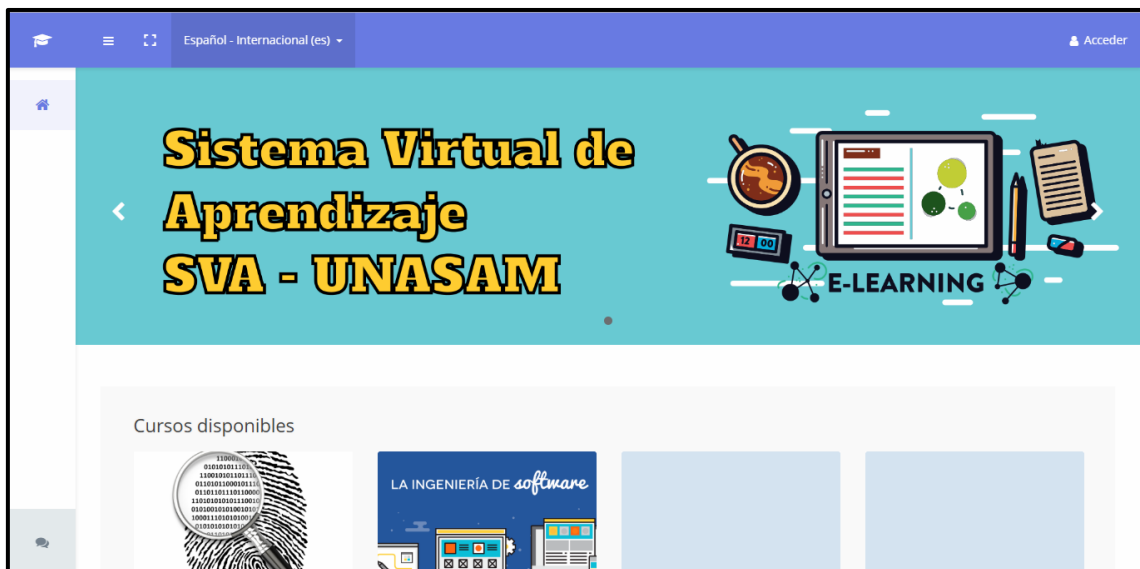 Español - Internacional (es)
Acceder
Sistema Virtual de
Aprendizaje
SVA - UNASAM
12 00
E-LEARNING
Cursos disponibles
LA INGENIERÍA DE software